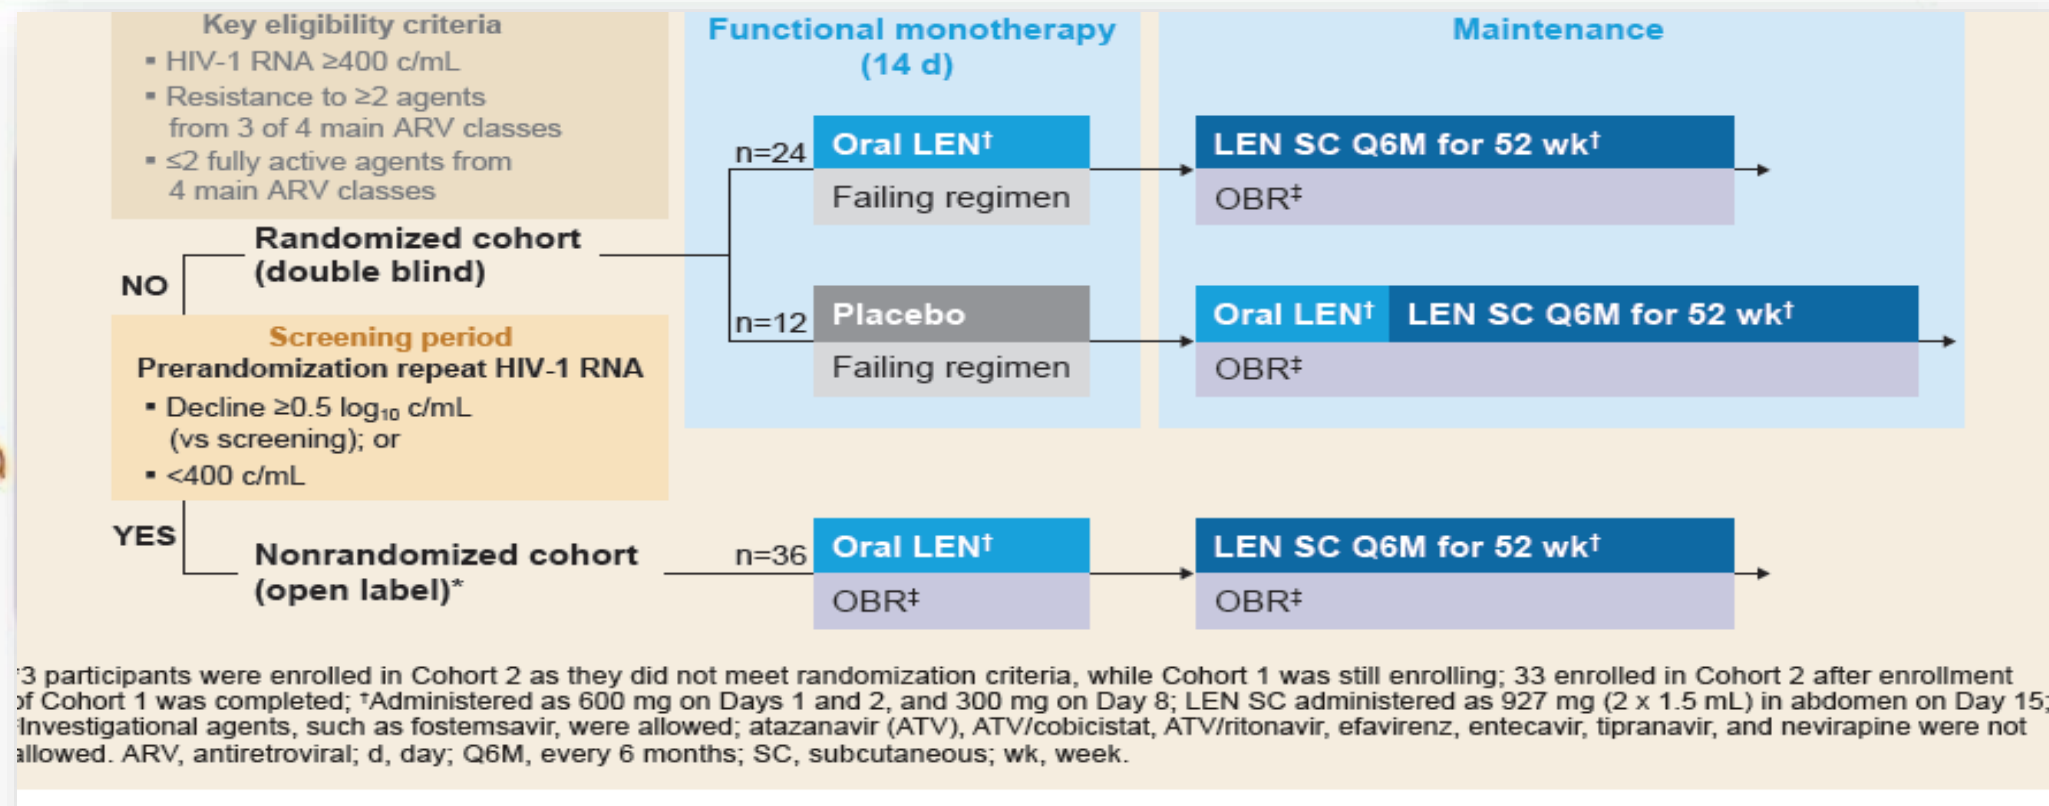 Key eligibility criteria
▪ HIV-1 RNA ≥400 c/mL
▪ Resistance to ≥2 agents
from 3 of 4 main ARV classes
▪ ≤2 fully active agents from
4 main ARV classes
Functional monotherapy
(14 d)
Maintenance
n=24
Oral LEN†
Failing regimen
LEN SC Q6M for 52 wk†
OBR‡
Randomized cohort
(double blind)
NO
n=12
Placebo
Failing regimen
Oral LEN†
LEN SC Q6M for 52 wk†
OBR‡
Screening period
Prerandomization repeat HIV-1 RNA
▪ Decline ≥0.5 log₁₀ c/mL
(vs screening); or
▪ <400 c/mL
YES
Nonrandomized cohort
(open label)*
n=36
Oral LEN†
OBR‡
LEN SC Q6M for 52 wk†
OBR‡
*3 participants were enrolled in Cohort 2 as they did not meet randomization criteria, while Cohort 1 was still enrolling; 33 enrolled in Cohort 2 after enrollment
of Cohort 1 was completed; †Administered as 600 mg on Days 1 and 2, and 300 mg on Day 8; LEN SC administered as 927 mg (2 x 1.5 mL) in abdomen on Day 15;
‡Investigational agents, such as fostemsavir, were allowed; atazanavir (ATV), ATV/cobicistat, ATV/ritonavir, efavirenz, entecavir, tipranavir, and nevirapine were not
allowed. ARV, antiretroviral; d, day; Q6M, every 6 months; SC, subcutaneous; wk, week.